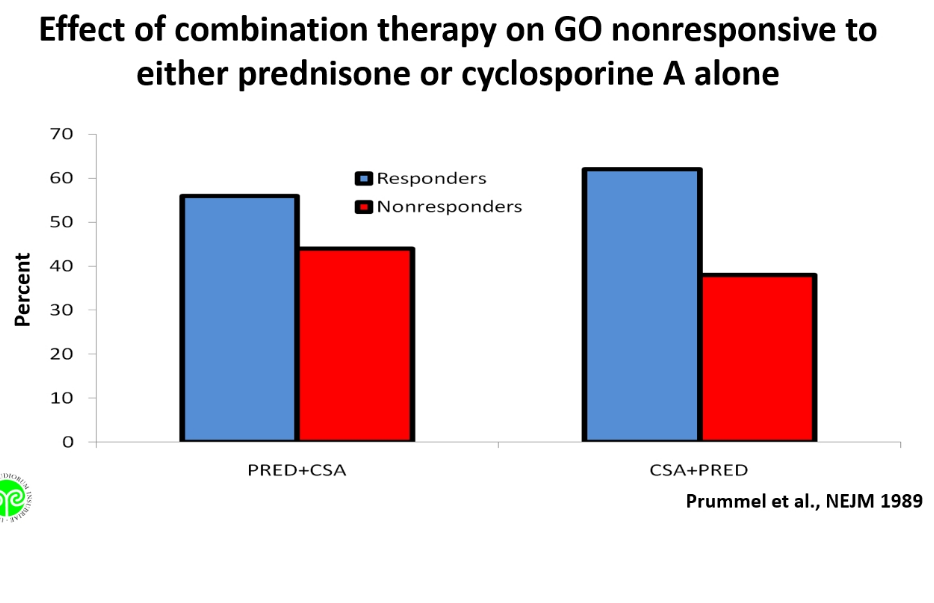 Effect of combination therapy on GO nonresponsive to
either prednisone or cyclosporine A alone
70
60
50
40
30
20
10
0
Percent
Responders
Nonresponders
PRED+CSA
CSA+PRED
Prummel et al., NEJM 1989